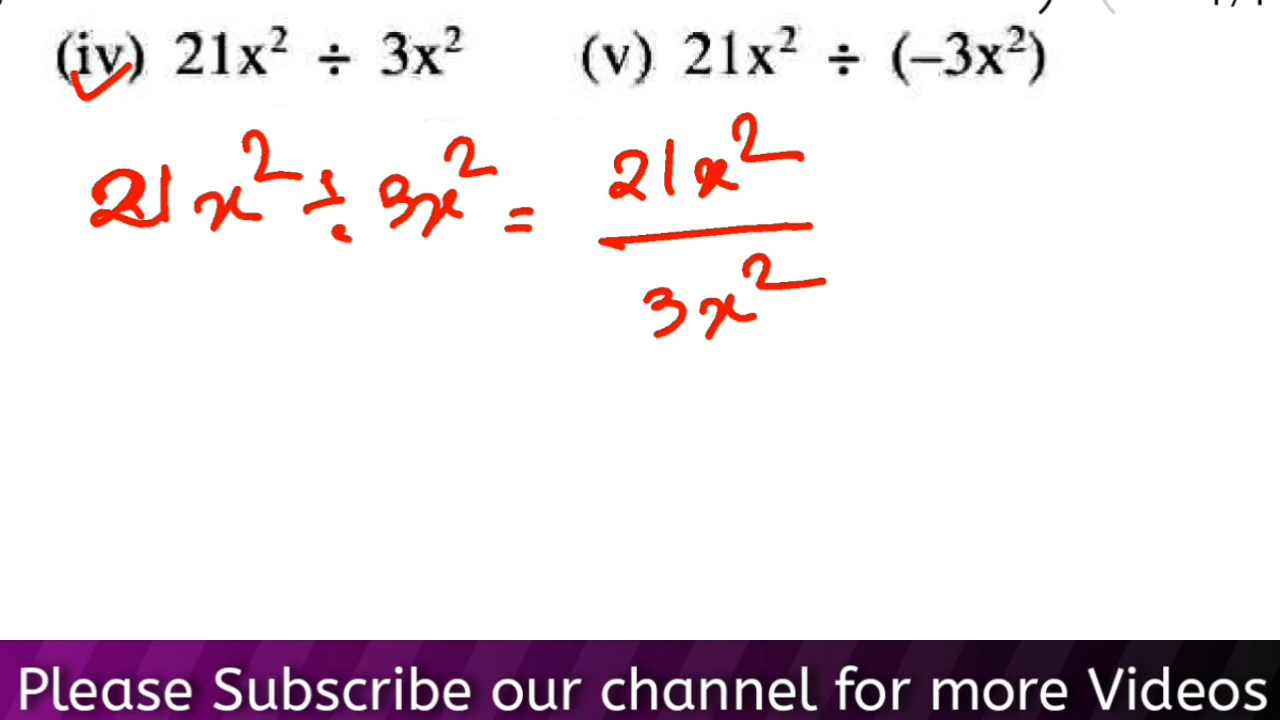 (iv) 21x² ÷ 3x² (v) 21x² ÷ (–3x²)
21x² ÷ 3x² = 21x²
3x²
Please Subscribe our channel for more Videos